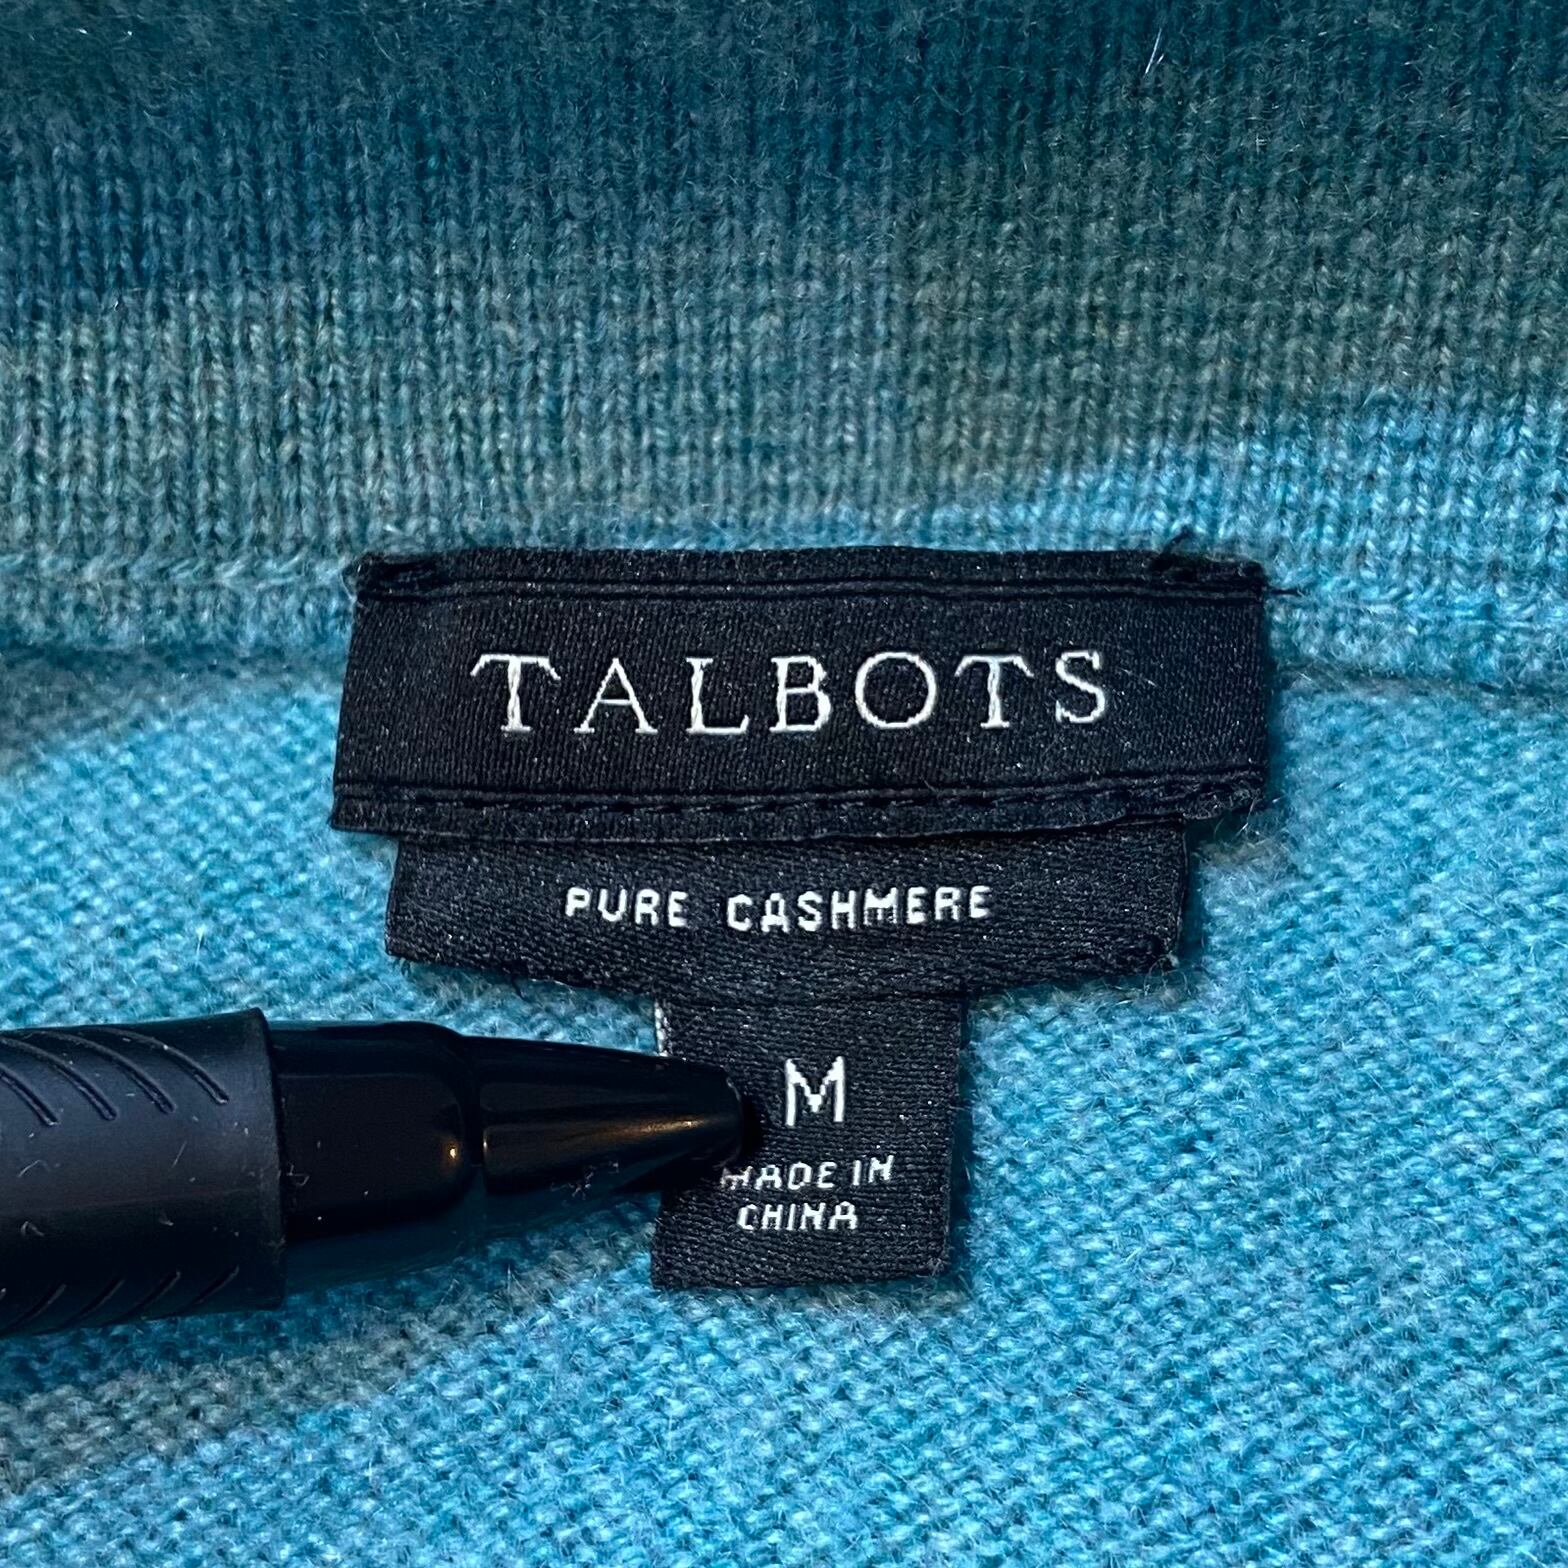 TALBOTS
PURE CASHMERE
M
MADE IN
CHINA